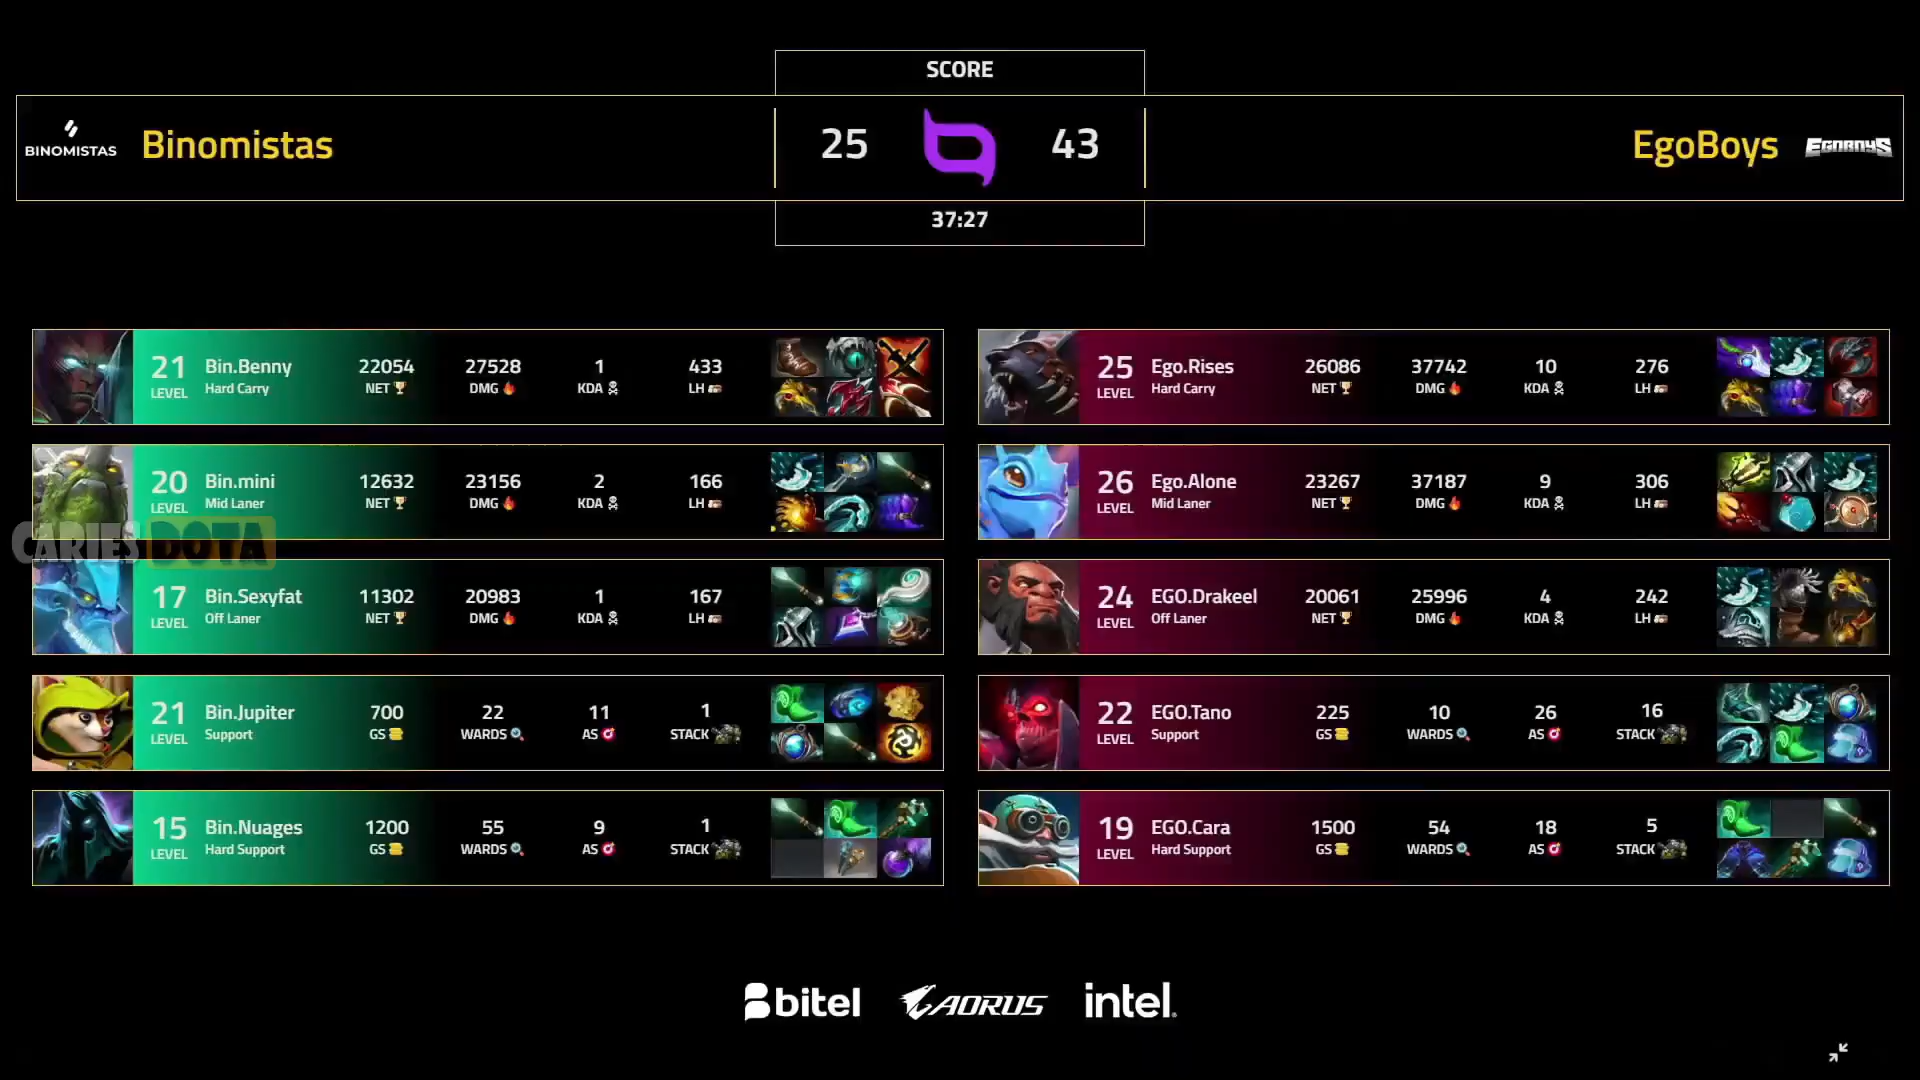 SCORE
BINOMISTAS
Binomistas
25
43
EgoBoys
EGOBOYS
37:27
21 Bin.Benny 22054 27528 1 433
LEVEL Hard Carry NET DMG KDA LH
25 Ego.Rises 26086 37742 10 276
LEVEL Hard Carry NET DMG KDA LH
20 Bin.mini 12632 23156 2 166
LEVEL Mid Laner NET DMG KDA LH
26 Ego.Alone 23267 37187 9 306
LEVEL Mid Laner NET DMG KDA LH
CARIES DOTA
17 Bin.Sexyfat 11302 20983 1 167
LEVEL Off Laner NET DMG KDA LH
24 EGO.Drakeel 20061 25996 4 242
LEVEL Off Laner NET DMG KDA LH
21 Bin.Jupiter 700 22 11 1
LEVEL Support GS WARDS AS STACK
22 EGO.Tano 225 10 26 16
LEVEL Support GS WARDS AS STACK
15 Bin.Nuages 1200 55 9 1
LEVEL Hard Support GS WARDS AS STACK
19 EGO.Cara 1500 54 18 5
LEVEL Hard Support GS WARDS AS STACK
bitel AORUS intel.